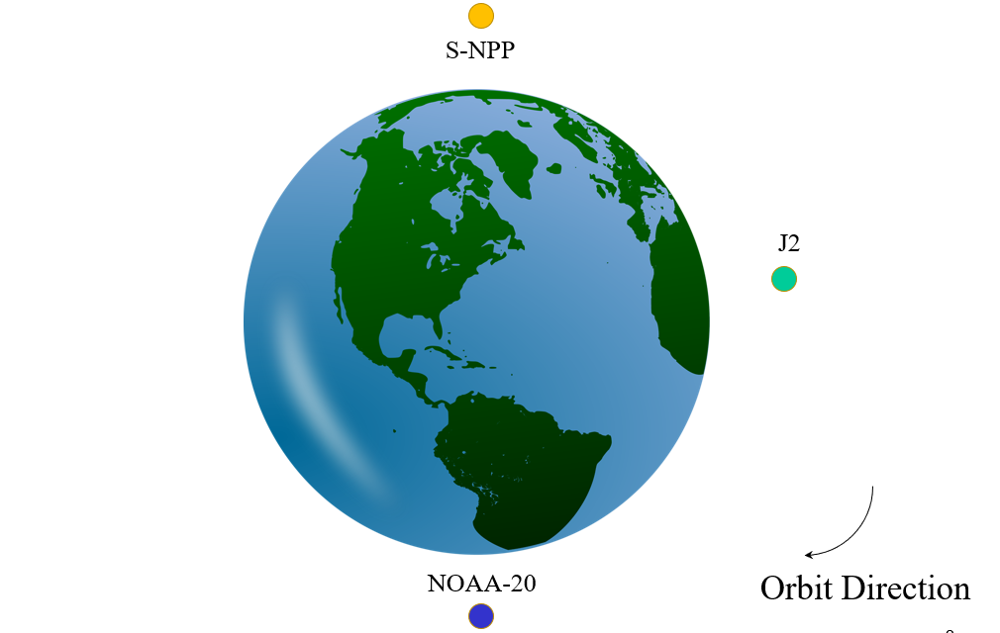 S-NPP
J2
NOAA-20
Orbit Direction